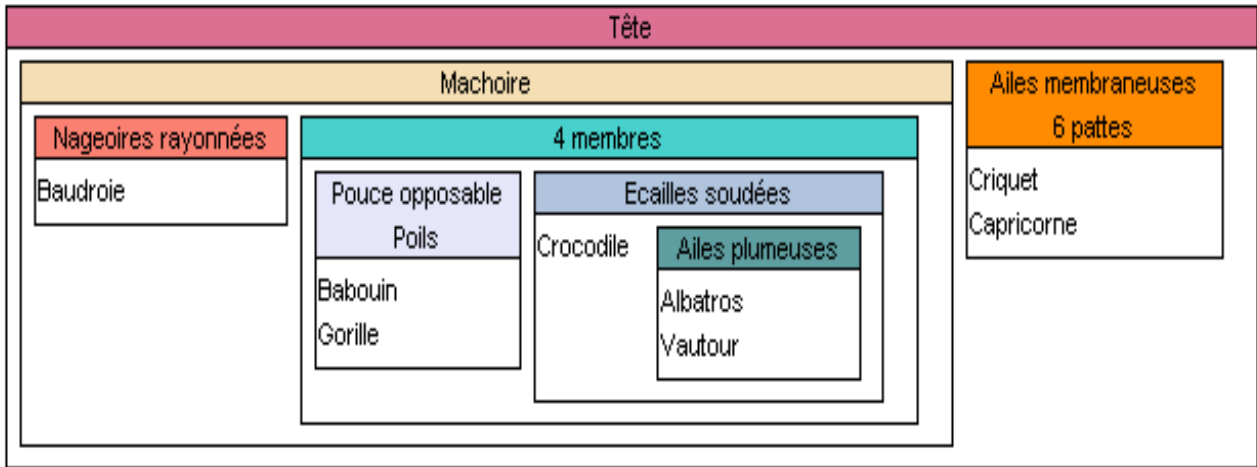 Tête
Machoire
Ailes membraneuses
6 pattes
Nageoires rayonnées
4 membres
Baudroie
Pouce opposable
Poils
Ecailles soudées
Criquet
Capricorne
Crocodile
Ailes plumeuses
Babouin
Gorille
Albatros
Vautour